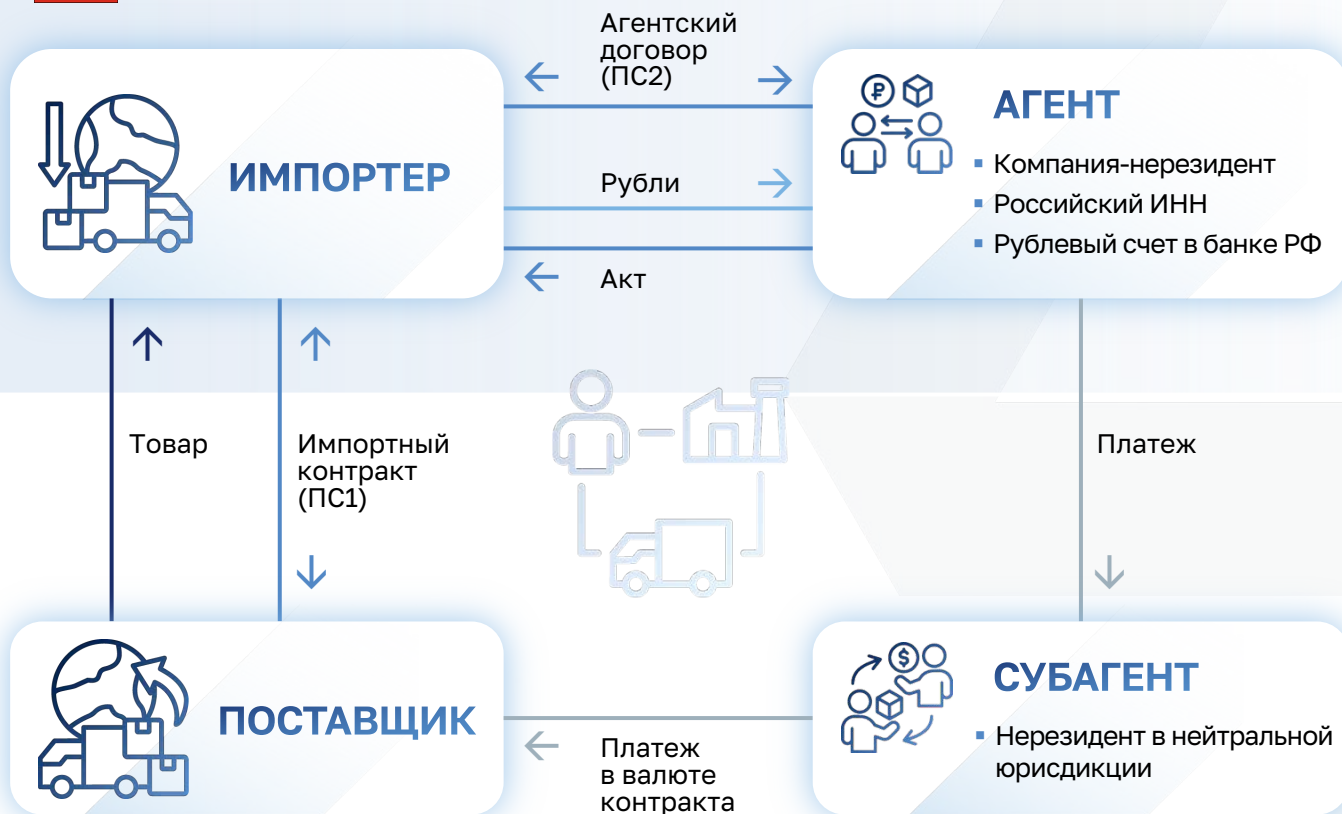 Агентский
договор
(ПС2)
ИМПОРТЕР
Рубли
Акт
АГЕНТ
▪ Компания-нерезидент
▪ Российский ИНН
▪ Рублевый счет в банке РФ
Товар
Импортный
контракт
(ПС1)
Платеж
ПОСТАВЩИК
Платеж
в валюте
контракта
СУБАГЕНТ
▪ Нерезидент в нейтральной
юрисдикции